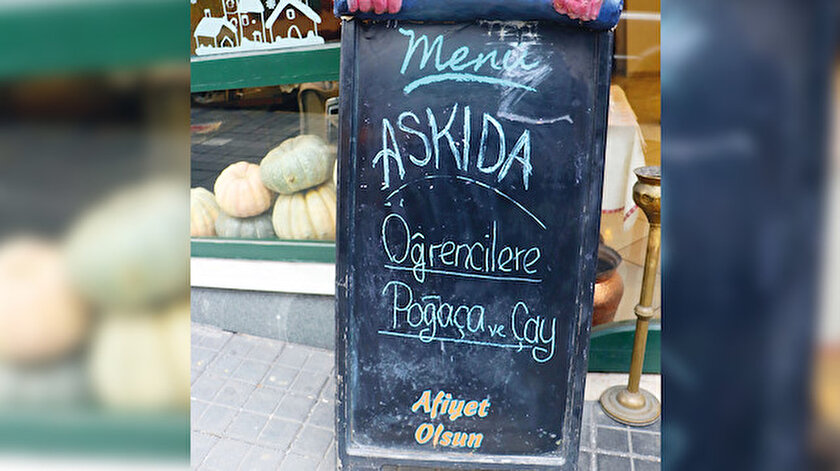 Menü
ASKIDA
Öğrencilere
Poğaça ve Çay
Afiyet
Olsun